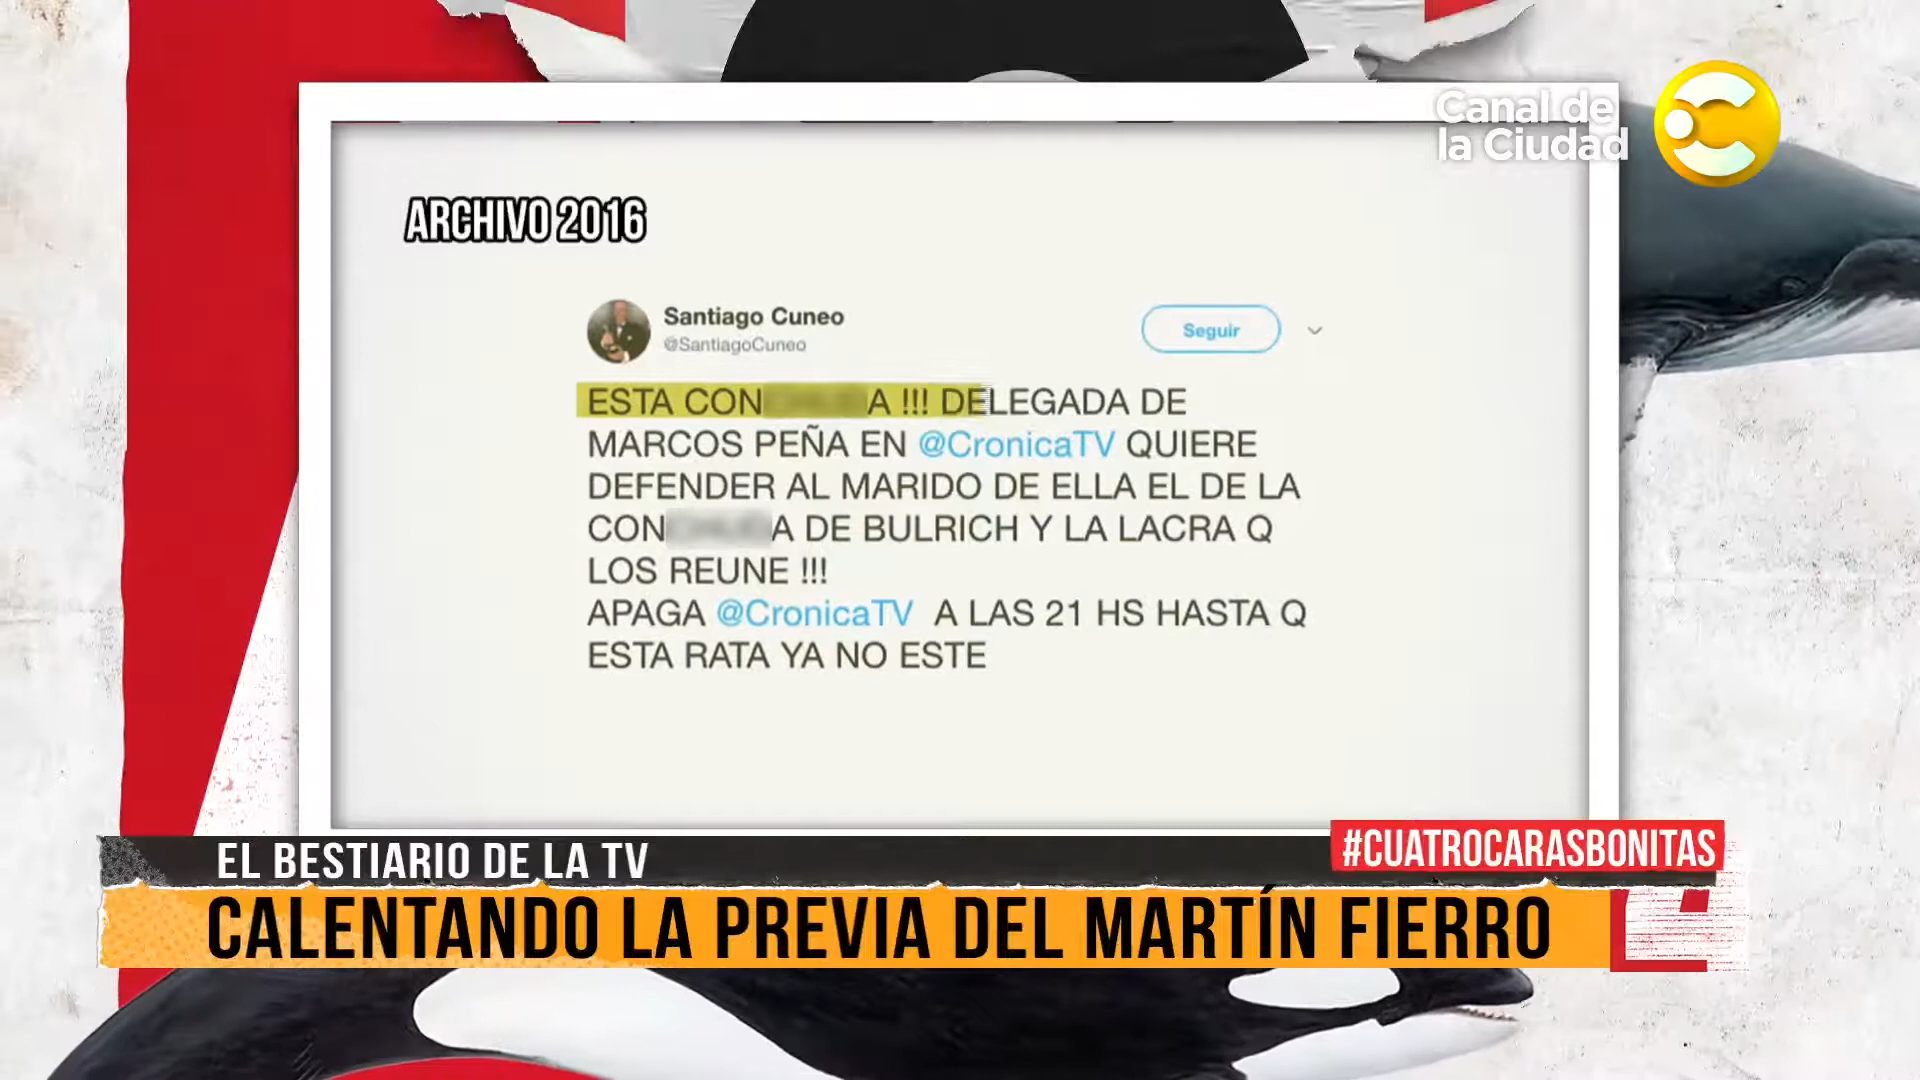 Canal de
la Ciudad
ARCHIVO 2016
Santiago Cuneo
@SantiagoCuneo
Seguir
ESTA CON A !!! DELEGADA DE
MARCOS PEÑA EN @CronicaTV QUIERE
DEFENDER AL MARIDO DE ELLA EL DE LA
CON A DE BULRICH Y LA LACRA Q
LOS REUNE !!!
APAGA @CronicaTV A LAS 21 HS HASTA Q
ESTA RATA YA NO ESTE
#CUATROCARASBONITAS
EL BESTIARIO DE LA TV
CALENTANDO LA PREVIA DEL MARTÍN FIERRO